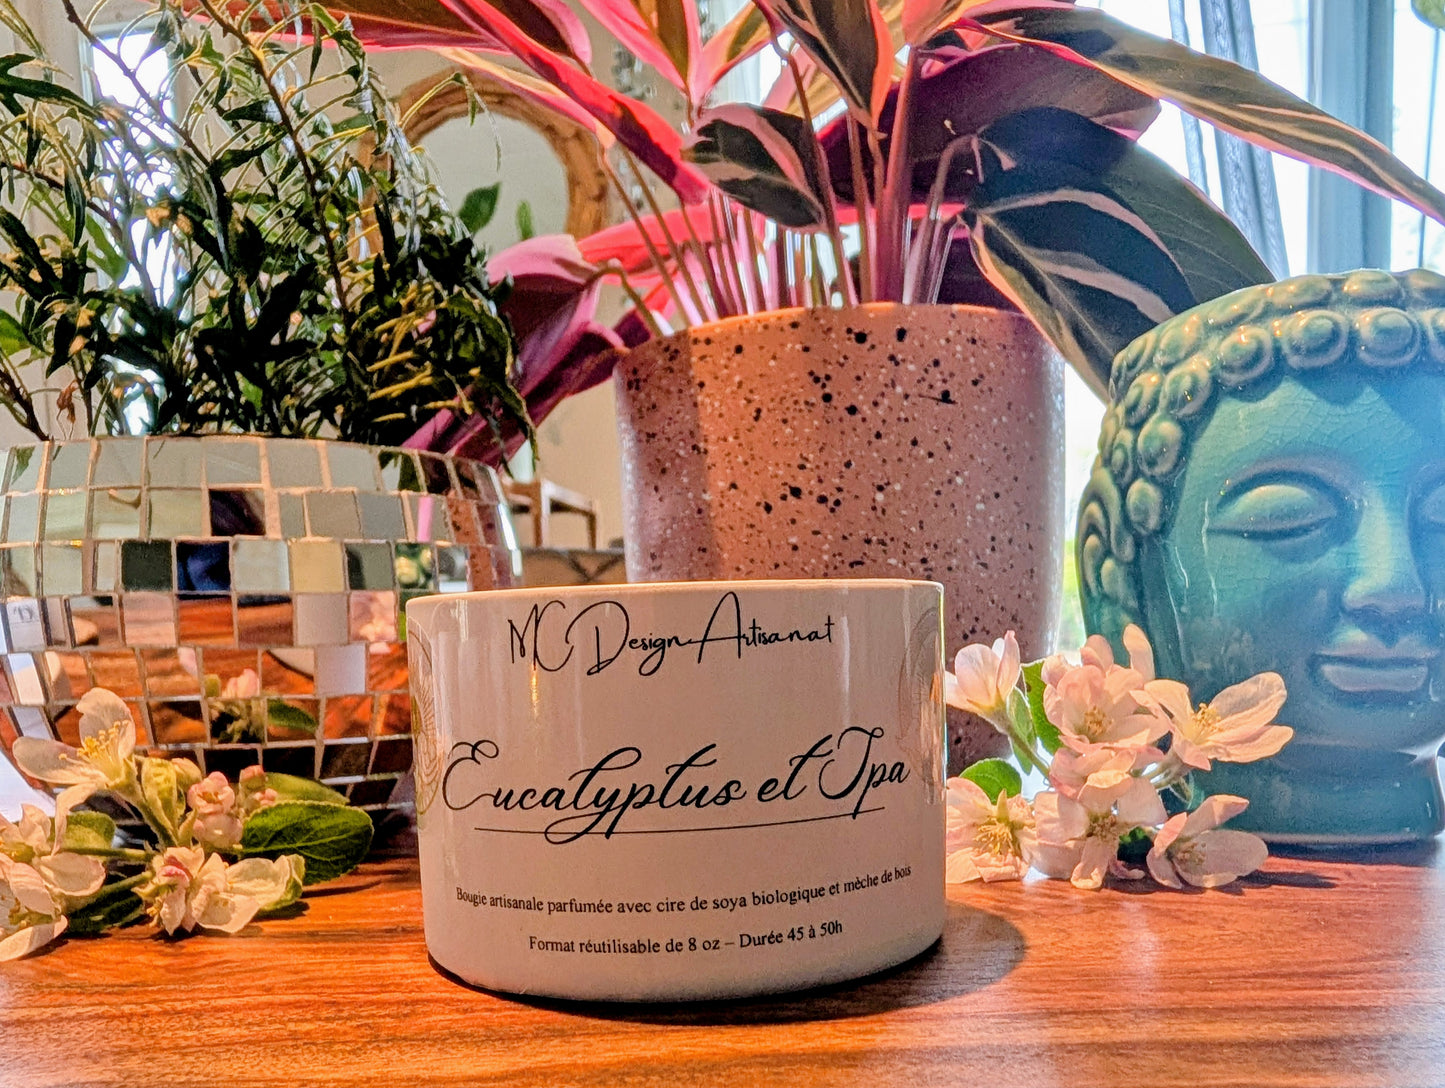 MC Design Artisanat
Eucalyptus et Spa
Bougie artisanale parfumée avec cire de soya biologique et mèche de bois
Format réutilisable de 8 oz – Durée 45 à 50h